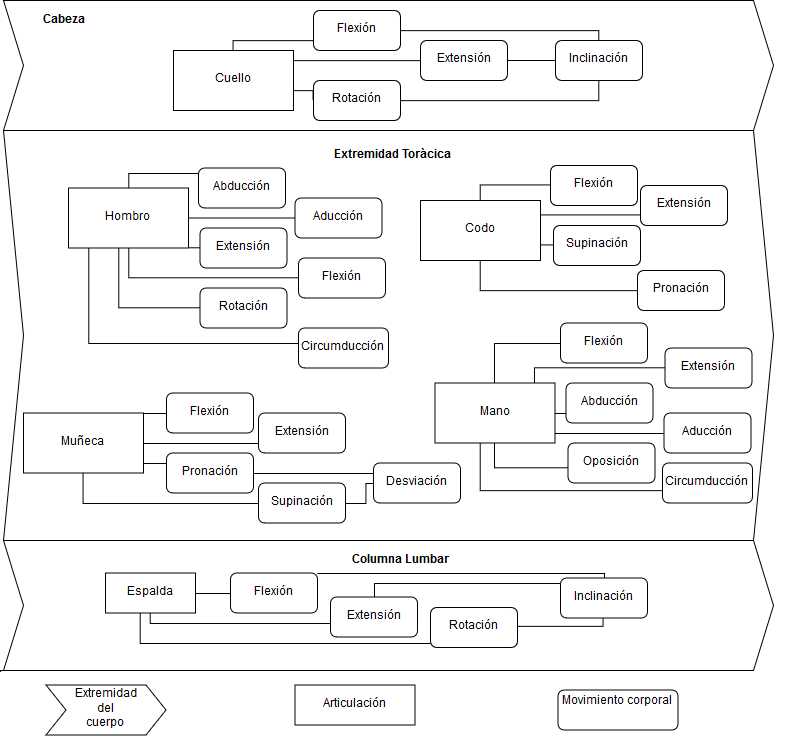 Cabeza
Flexión
Extensión
Inclinación
Cuello
Rotación
Extremidad Toràcica
Abducción
Hombro
Aducción
Extensión
Flexión
Rotación
Circumducción
Flexión
Extensión
Codo
Supinación
Pronación
Flexión
Extensión
Muñeca
Pronación
Desviación
Supinación
Flexión
Extensión
Mano
Abducción
Aducción
Oposición
Circumducción
Columna Lumbar
Espalda
Flexión
Inclinación
Extensión
Rotación
Extremidad
del
cuerpo
Articulación
Movimiento corporal